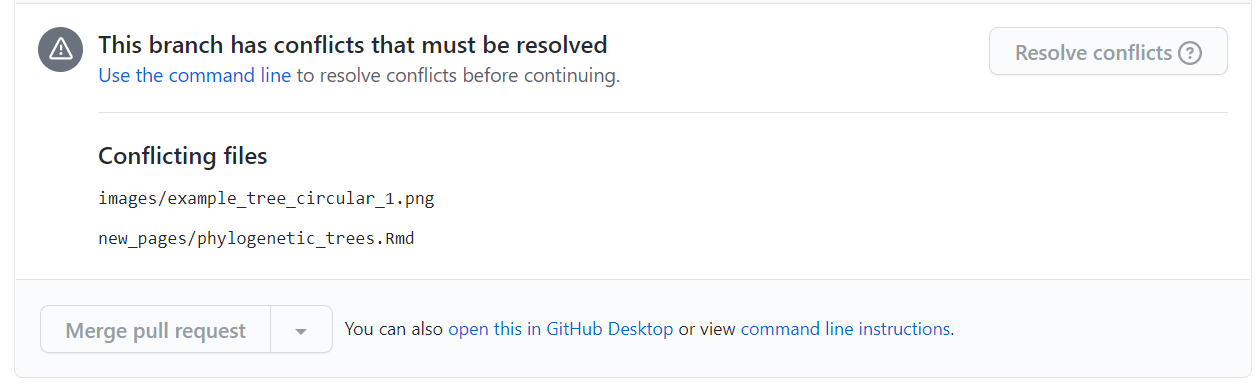 This branch has conflicts that must be resolved
Use the command line to resolve conflicts before continuing.
Resolve conflicts ?
Conflicting files
images/example_tree_circular_1.png
new_pages/phylogenetic_trees.Rmd
Merge pull request
You can also open this in GitHub Desktop or view command line instructions.